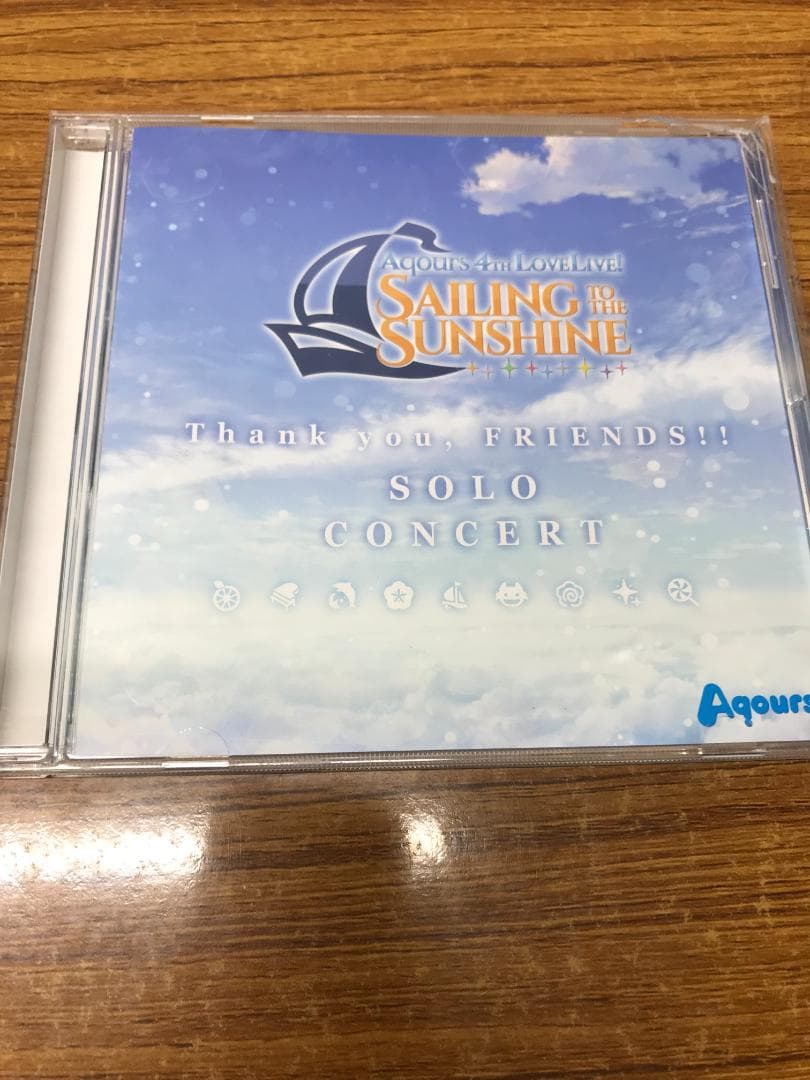 Aqours 4TH LOVELIVE!
SAILING TO THE
SUNSHINE
Thank you, FRIENDS!!
SOLO
CONCERT
Aqours